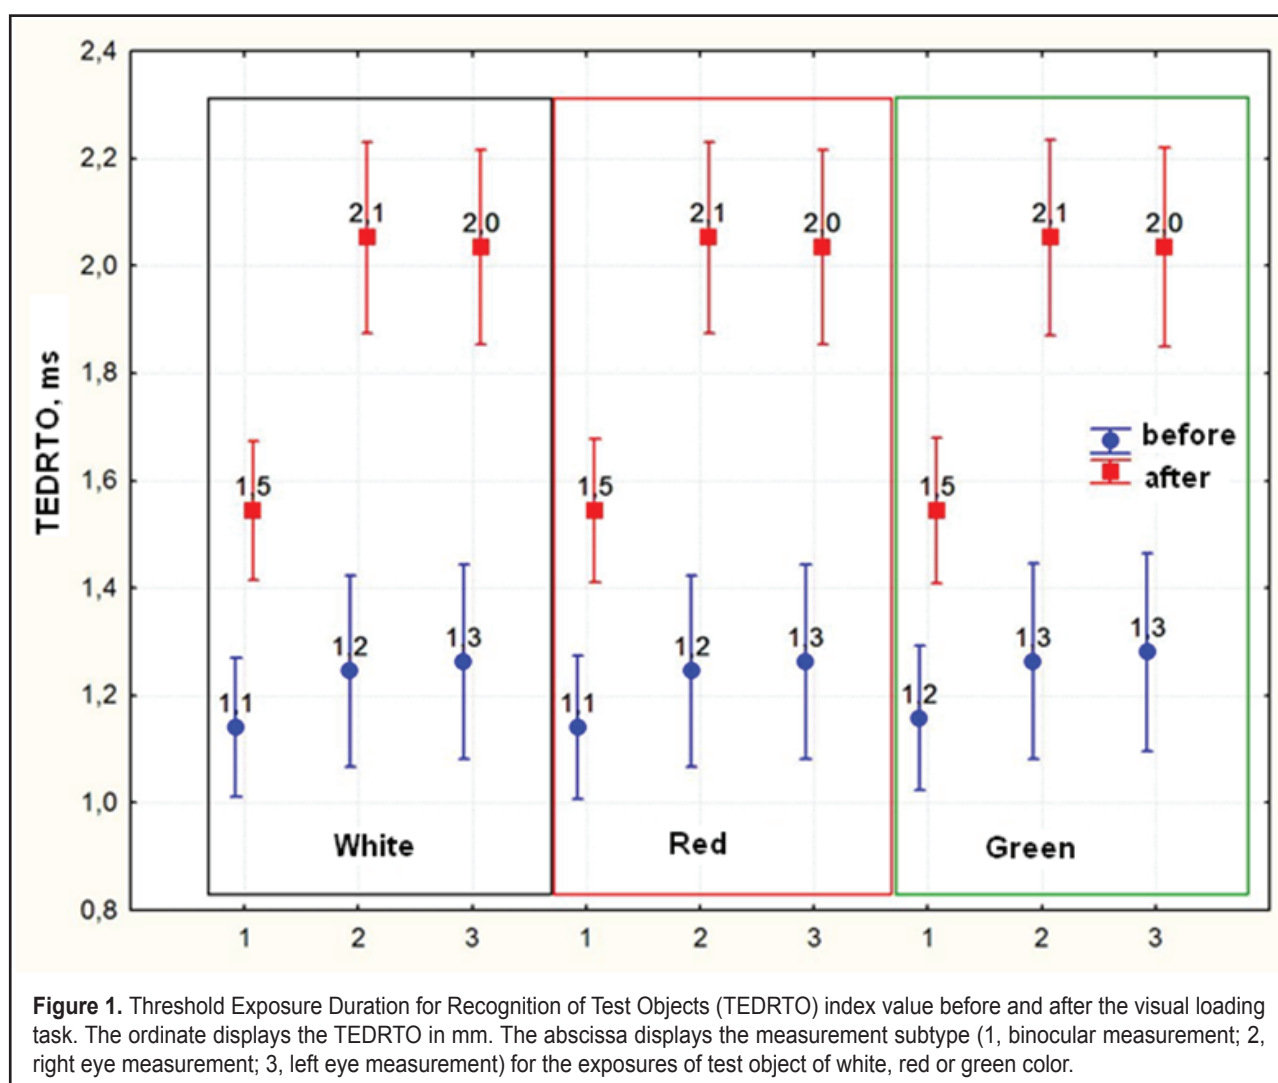 2,4
2,2
2,0
1,8
1,6
1,4
1,2
1,0
0,8
TEDRTO, ms
2,1
2,0
1,5
1,2
1,3
1,1
White
2,1
2,0
1,5
1,2
1,3
1,1
Red
2,1
2,0
1,5
1,3
1,3
1,2
Green
before
after
1 2 3 1 2 3 1 2 3
Figure 1. Threshold Exposure Duration for Recognition of Test Objects (TEDRTO) index value before and after the visual loading
task. The ordinate displays the TEDRTO in mm. The abscissa displays the measurement subtype (1, binocular measurement; 2,
right eye measurement; 3, left eye measurement) for the exposures of test object of white, red or green color.